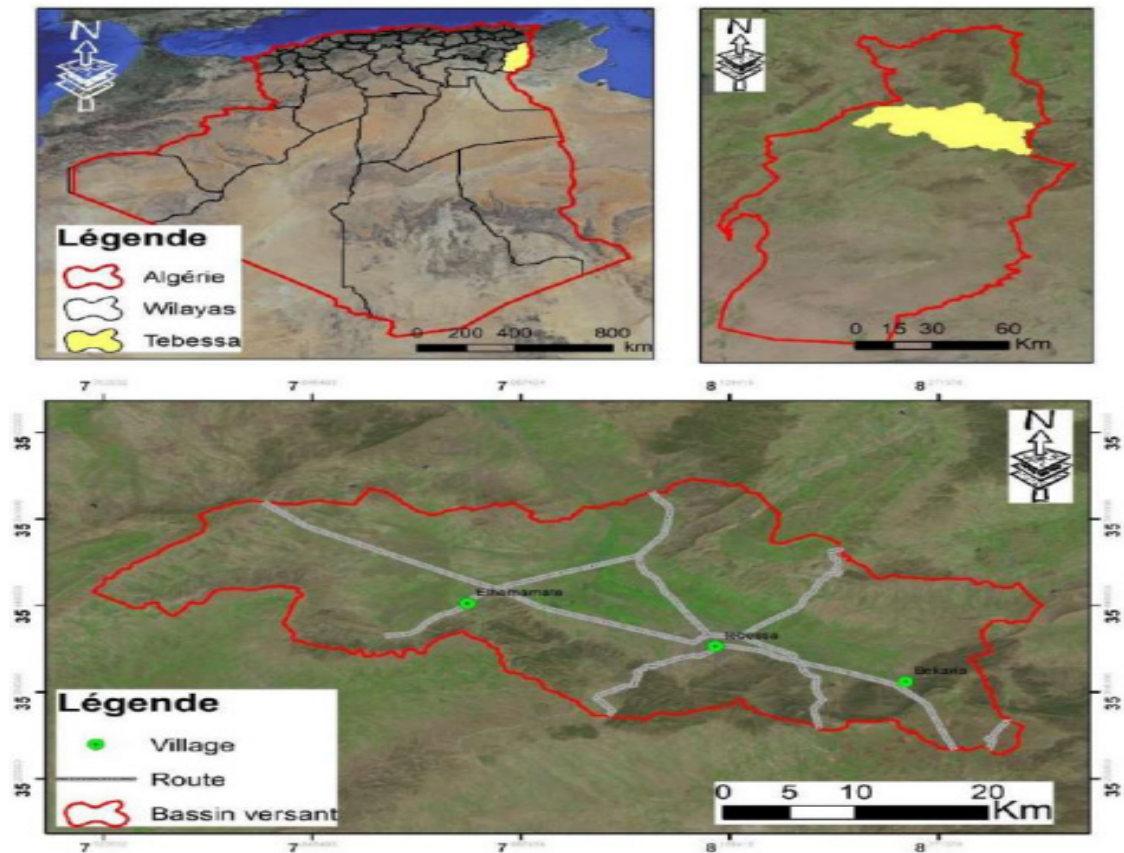 N
Légende
Algérie
Wilayas
Tebessa
0 200 400 800
km
N
0 15 30 60
Km
7 7 7 8 8
N
35 35
35 35
35 35
35 35
35 35
Elhamamate
tebessa
Bekaria
Légende
Village
Route
Bassin versant
0 5 10 20
Km
7 7 7 8 8